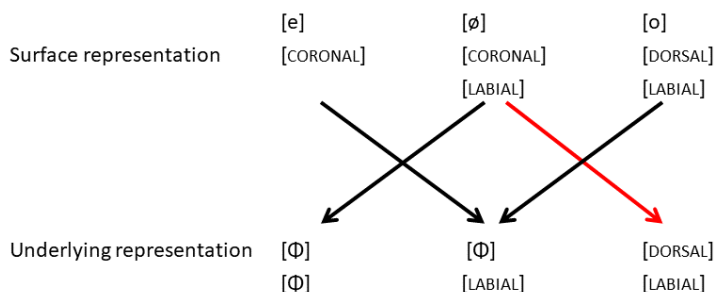 [e] [ø] [o]
Surface representation [CORONAL] [CORONAL] [DORSAL]
[LABIAL] [LABIAL]
Underlying representation [Φ] [Φ] [DORSAL]
[Φ] [LABIAL] [LABIAL]